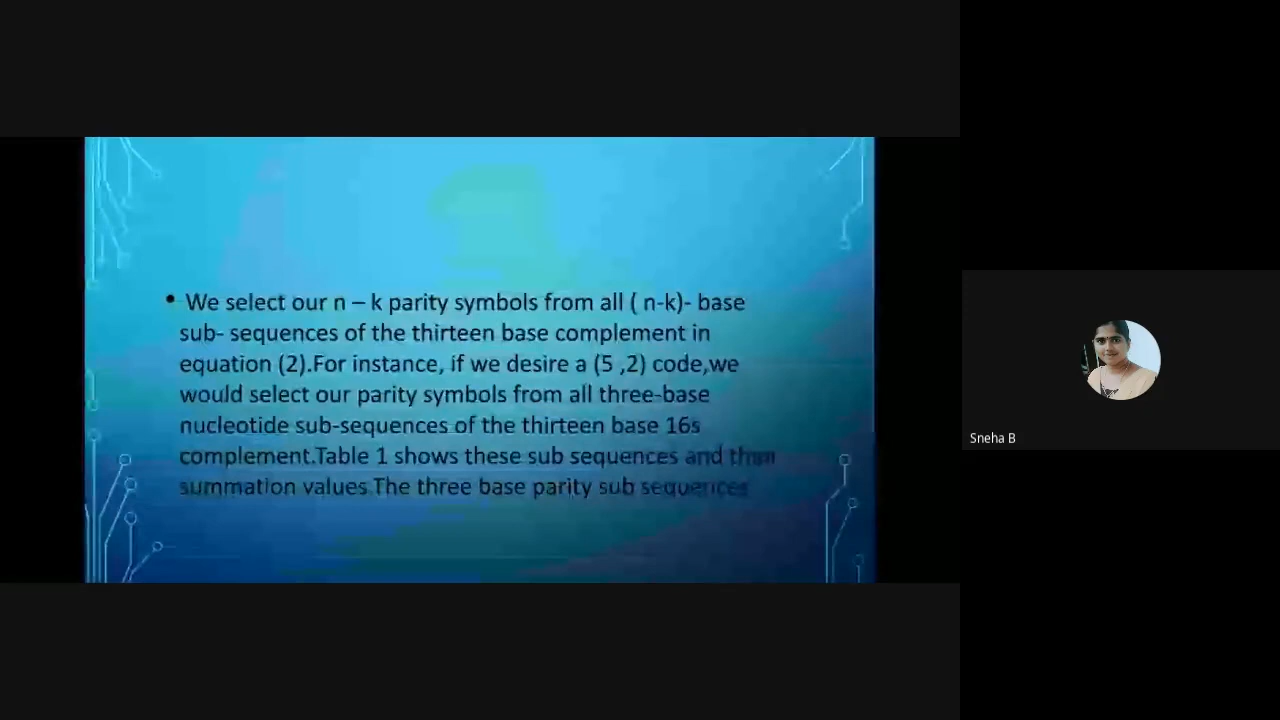 • We select our n – k parity symbols from all ( n-k)- base
sub- sequences of the thirteen base complement in
equation (2).For instance, if we desire a (5 ,2) code,we
would select our parity symbols from all three-base
nucleotide sub-sequences of the thirteen base 16s
complement.Table 1 shows these sub sequences and their
summation values.The three base parity sub sequences
Sneha B